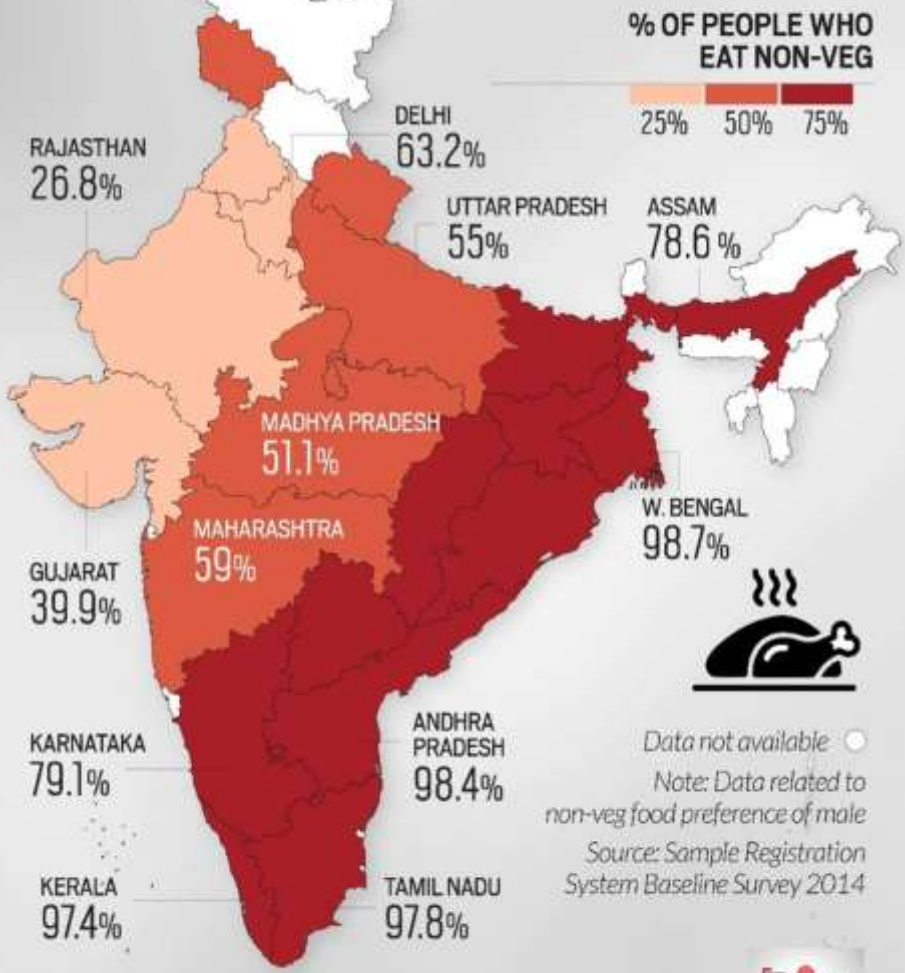 % OF PEOPLE WHO
EAT NON-VEG
25% 50% 75%
DELHI
63.2%
RAJASTHAN
26.8%
UTTAR PRADESH
55%
ASSAM
78.6 %
MADHYA PRADESH
51.1%
MAHARASHTRA
59%
W. BENGAL
98.7%
GUJARAT
39.9%
KARNATAKA
79.1%
ANDHRA
PRADESH
98.4%
Data not available
Note: Data related to
non-veg food preference of male
Source: Sample Registration
System Baseline Survey 2014
KERALA
97.4%
TAMIL NADU
97.8%